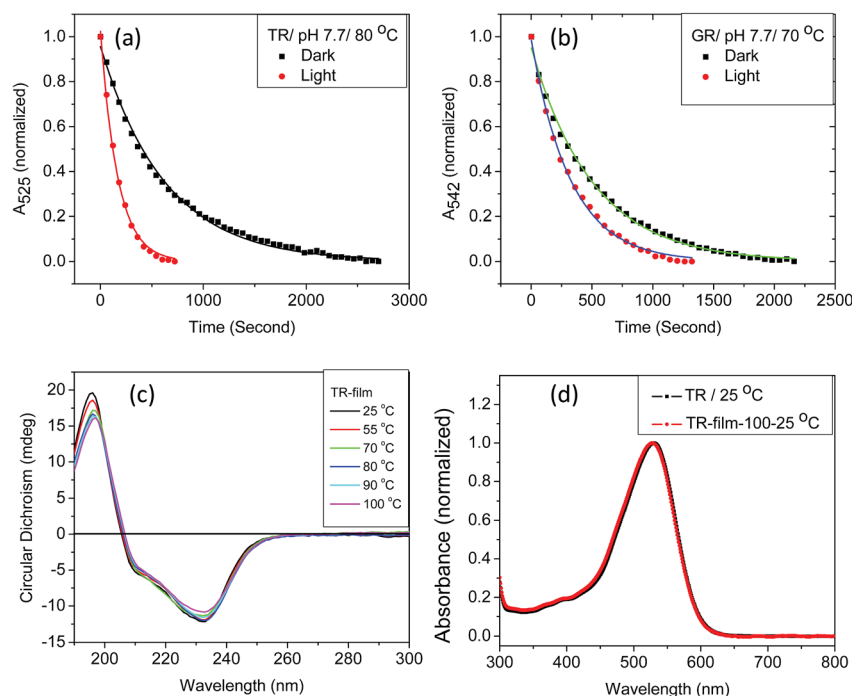 (a)
TR/ pH 7.7/ 80 °C
Dark
Light
1.0
0.8
0.6
0.4
0.2
0.0
A525 (normalized)
0
1000
2000
3000
Time (Second)
(b)
GR/ pH 7.7/ 70 °C
Dark
Light
1.0
0.8
0.6
0.4
0.2
0.0
A542 (normalized)
0
500
1000
1500
2000
2500
Time (Second)
(c)
TR-film
25 °C
55 °C
70 °C
80 °C
90 °C
100 °C
20
15
10
5
0
-5
-10
-15
Circular Dichroism (mdeg)
200
220
240
260
280
300
Wavelength (nm)
(d)
TR / 25 °C
TR-film-100-25 °C
1.2
1.0
0.8
0.6
0.4
0.2
0.0
Absorbance (normalized)
300
400
500
600
700
800
Wavelength (nm)